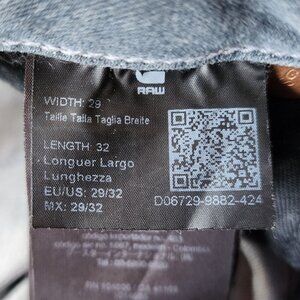 RAW
WIDTH: 29
Taille Talla Taglia Breite
LENGTH: 32
Longuer Largo
Lunghezza
EU/US: 29/32
MX: 29/32
D06729-9882-424